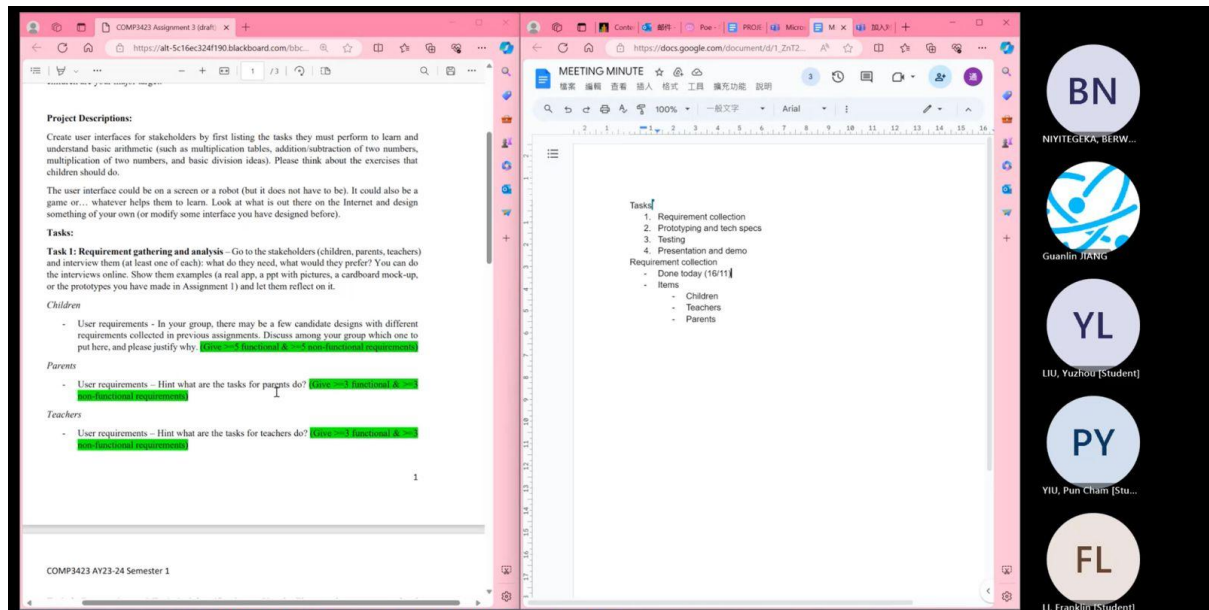 COMP3423 Assignment 3 (draft)
https://alt-5c16ec324f190.blackboard.com/bbc...
1 /3
Project Descriptions:
Create user interfaces for stakeholders by first listing the tasks they must perform to learn and
understand basic arithmetic (such as multiplication tables, addition/subtraction of two numbers,
multiplication of two numbers, and basic division ideas). Please think about the exercises that
children should do.
The user interface could be on a screen or a robot (but it does not have to be). It could also be a
game or… whatever helps them to learn. Look at what is out there on the Internet and design
something of your own (or modify some interface you have designed before).
Tasks:
Task 1: Requirement gathering and analysis – Go to the stakeholders (children, parents, teachers)
and interview them (at least one of each): what do they need, what would they prefer? You can do
the interviews online. Show them examples (a real app, a ppt with pictures, a cardboard mock-up,
or the prototypes you have made in Assignment 1) and let them reflect on it.
Children
- User requirements - In your group, there may be a few candidate designs with different
requirements collected in previous assignments. Discuss among your group which one to
put here, and please justify why. (Give >=5 functional & >=5 non-functional requirements)
Parents
- User requirements – Hint what are the tasks for parents do? (Give >=3 functional & >=3
non-functional requirements)
Teachers
- User requirements – Hint what are the tasks for teachers do? (Give >=3 functional & >=3
non-functional requirements)
1
COMP3423 AY23-24 Semester 1
Conte 郵件 - Poe - PROJE Micro: M
https://docs.google.com/document/d/1_ZnT2...
MEETING MINUTE
檔案 編輯 查看 插入 格式 工具 擴充功能 說明
3
100% 一般文字 Arial
Tasks
1. Requirement collection
2. Prototyping and tech specs
3. Testing
4. Presentation and demo
Requirement collection
- Done today (16/11)
- Items
- Children
- Teachers
- Parents
BN
NIYITEGEKA, BERW...
Guanlin JIANG
YL
LIU, Yuzhou [Student]
PY
YIU, Pun Cham [Stu...
FL
LI, Franklin [Student]